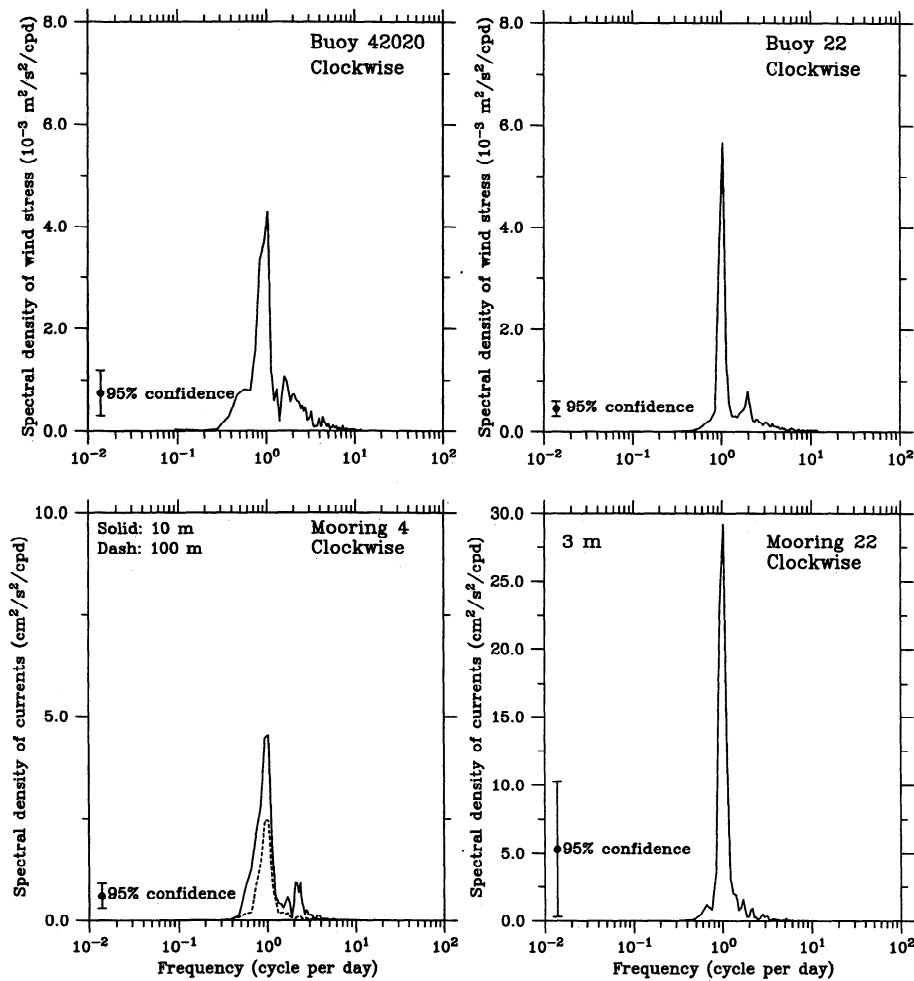 Spectral density of wind stress (10⁻³ m²/s²/cpd)
8.0
6.0
4.0
2.0
0.0
Buoy 42020
Clockwise
95% confidence
10⁻² 10⁻¹ 10⁰ 10¹ 10²
Spectral density of wind stress (10⁻³ m²/s²/cpd)
8.0
6.0
4.0
2.0
0.0
Buoy 22
Clockwise
95% confidence
10⁻² 10⁻¹ 10⁰ 10¹ 10²
Spectral density of currents (cm²/s²/cpd)
10.0
5.0
0.0
Solid: 10 m
Dash: 100 m
Mooring 4
Clockwise
95% confidence
10⁻² 10⁻¹ 10⁰ 10¹ 10²
Frequency (cycle per day)
Spectral density of currents (cm²/s²/cpd)
30.0
25.0
20.0
15.0
10.0
5.0
0.0
3 m
Mooring 22
Clockwise
95% confidence
10⁻² 10⁻¹ 10⁰ 10¹ 10²
Frequency (cycle per day)